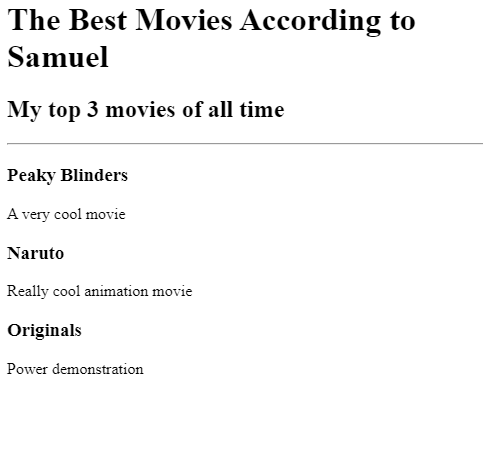 The Best Movies According to
Samuel
My top 3 movies of all time
Peaky Blinders
A very cool movie
Naruto
Really cool animation movie
Originals
Power demonstration